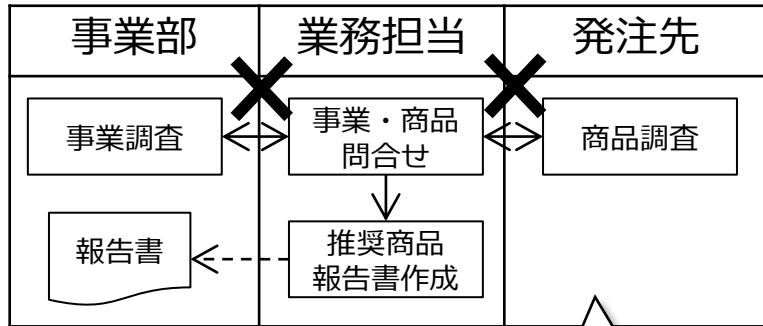 事業部
業務担当
発注先
事業調査
事業・商品
問合せ
商品調査
報告書
推奨商品
報告書作成